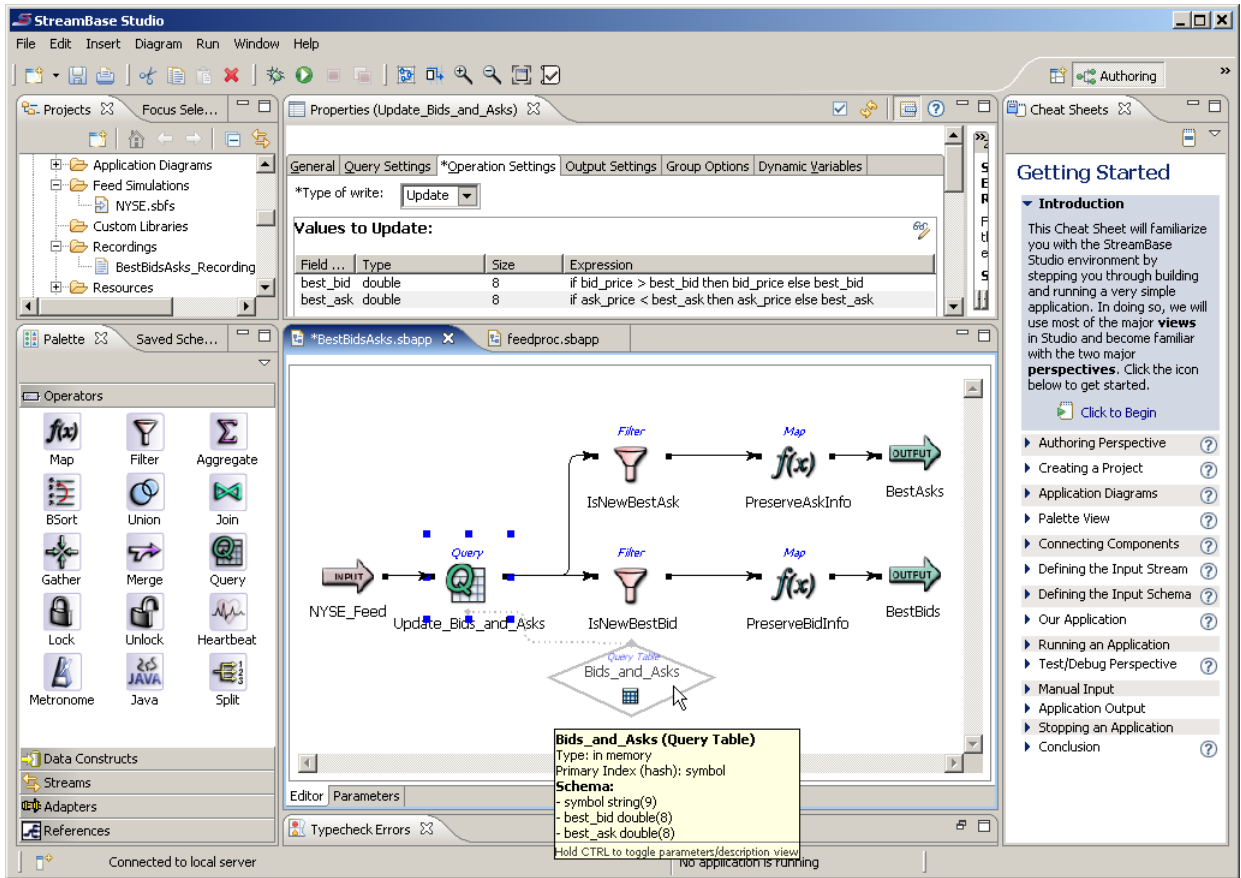 StreamBase Studio
File Edit Insert Diagram Run Window Help
Authoring
»
Projects
Focus Sele...
Application Diagrams
Feed Simulations
NYSE.sbfs
Custom Libraries
Recordings
BestBidsAsks_Recording
Resources
Properties (Update_Bids_and_Asks)
General Query Settings *Operation Settings Output Settings Group Options Dynamic Variables
*Type of write: Update
Values to Update:
Field ... Type Size Expression
best_bid double 8 if bid_price > best_bid then bid_price else best_bid
best_ask double 8 if ask_price < best_ask then ask_price else best_ask
Palette
Saved Sche...
Operators
Map Filter Aggregate
BSort Union Join
Gather Merge Query
Lock Unlock Heartbeat
Metronome Java Split
Data Constructs
Streams
Adapters
References
*BestBidsAsks.sbapp
feedproc.sbapp
Filter
Map
OUTPUT
IsNewBestAsk
PreserveAskInfo
BestAsks
Query
Filter
Map
INPUT
OUTPUT
NYSE_Feed
Update_Bids_and_Asks
IsNewBestBid
PreserveBidInfo
BestBids
Query Table
Bids_and_Asks
Bids_and_Asks (Query Table)
Type: in memory
Primary Index (hash): symbol
Schema:
- symbol string(9)
- best_bid double(8)
- best_ask double(8)
Hold CTRL to toggle parameters/description view
Editor Parameters
Typecheck Errors
Cheat Sheets
Getting Started
Introduction
This Cheat Sheet will familiarize
you with the StreamBase
Studio environment by
stepping you through building
and running a very simple
application. In doing so, we will
use most of the major views
in Studio and become familiar
with the two major
perspectives. Click the icon
below to get started.
Click to Begin
Authoring Perspective
Creating a Project
Application Diagrams
Palette View
Connecting Components
Defining the Input Stream
Defining the Input Schema
Our Application
Running an Application
Test/Debug Perspective
Manual Input
Application Output
Stopping an Application
Conclusion
Connected to local server
No application is running